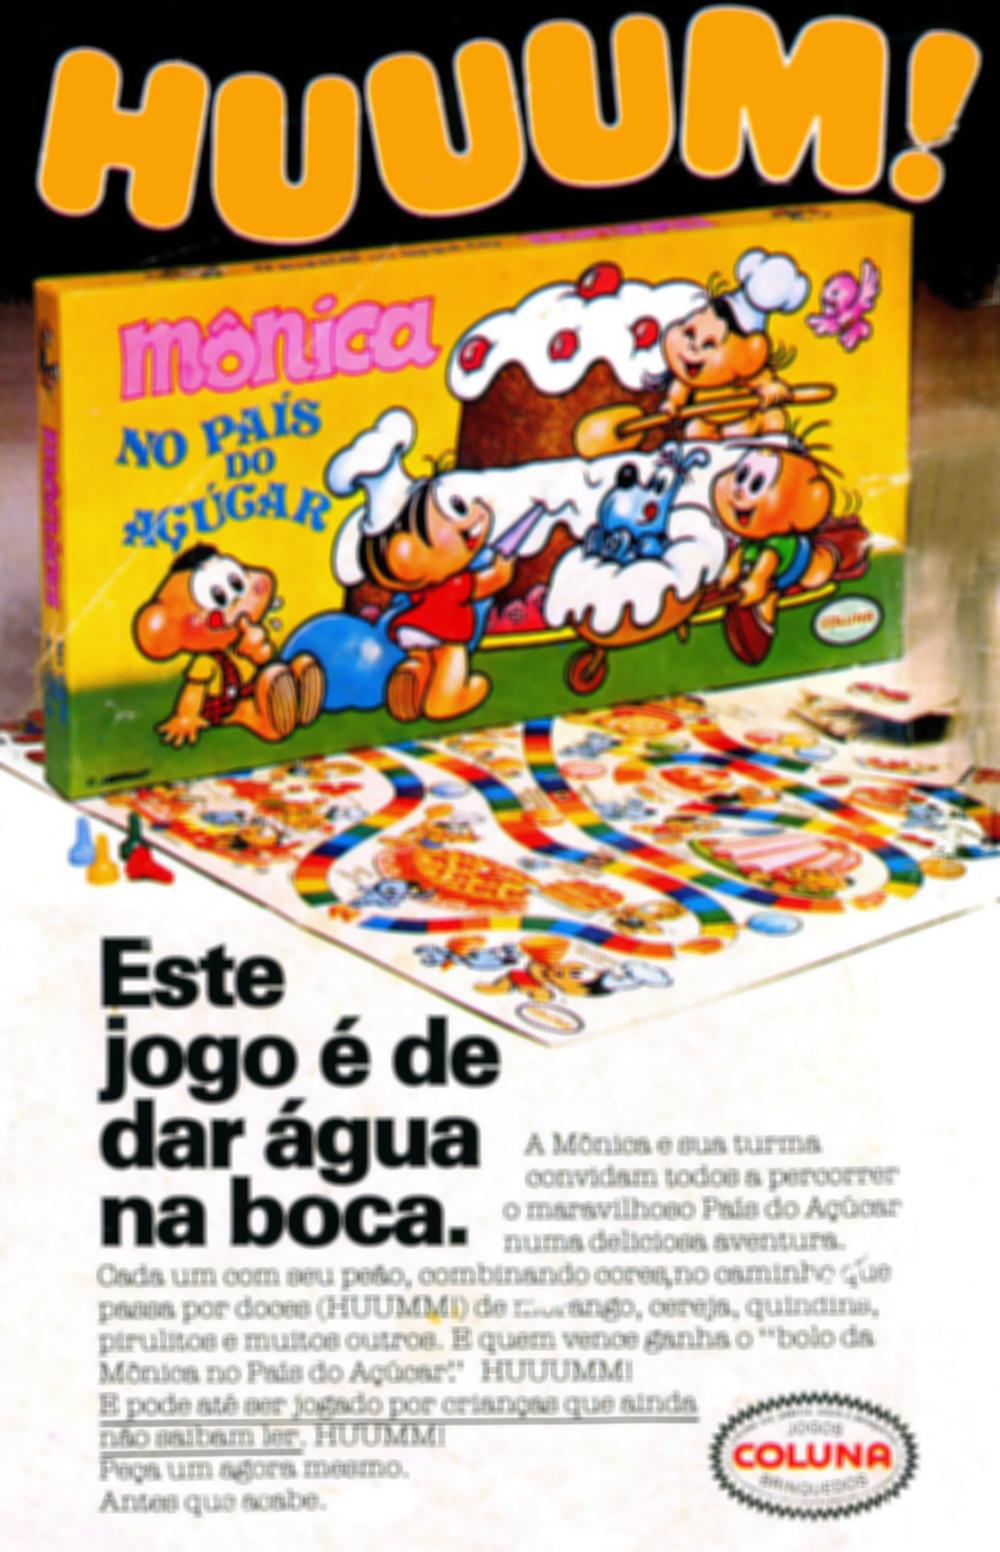 HUUUM!
mônica
NO PAÍS
DO
AÇÚCAR
COLUNA
Este
jogo é de
dar água
na boca.
A Mônica e sua turma
convidam todos a percorrer
o maravilhoso País do Açúcar
numa deliciosa aventura.
Cada um com seu peão, combinando cores, no caminho que
passa por doces (HUUMM!) de morango, cereja, quindins,
pirulitos e muitos outros. E quem vence ganha o "bolo da
Mônica no País do Açúcar!" HUUUMM!
E pode até ser jogado por crianças que ainda
não saibam ler. HUUMM!
Peça um agora mesmo.
Antes que acabe.
JOGOS
COLUNA
BRINQUEDOS